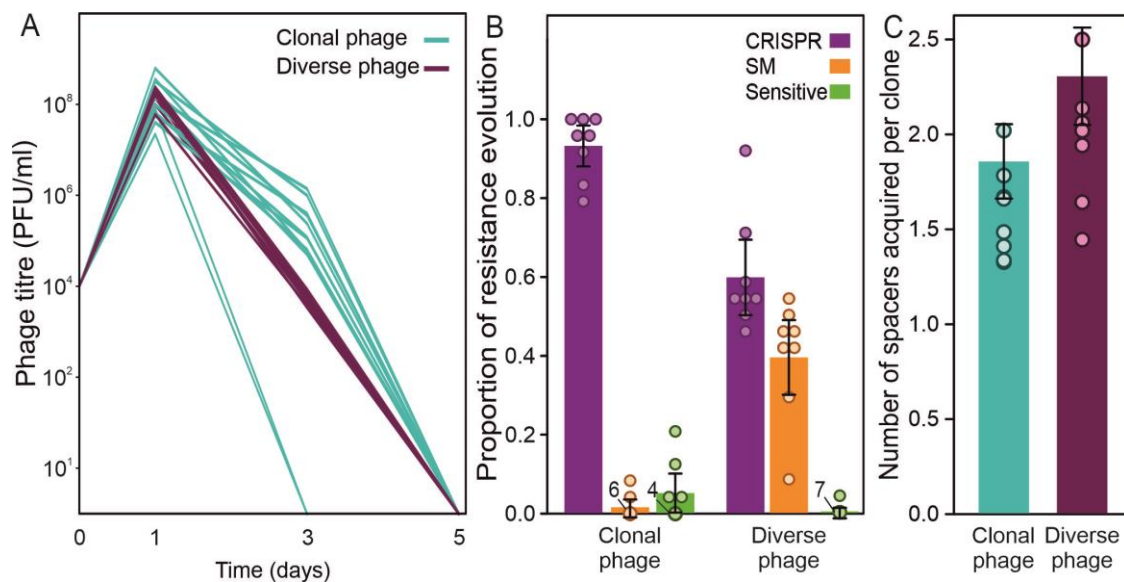 A
Clonal phage
Diverse phage
Phage titre (PFU/ml)
10^8
10^6
10^4
10^2
10^1
0
1
3
5
Time (days)
B
CRISPR
SM
Sensitive
Proportion of resistance evolution
1.0
0.8
0.6
0.4
0.2
0.0
6
4
7
Clonal phage
Diverse phage
C
Number of spacers acquired per clone
2.5
2.0
1.5
1.0
0.5
0.0
Clonal phage
Diverse phage